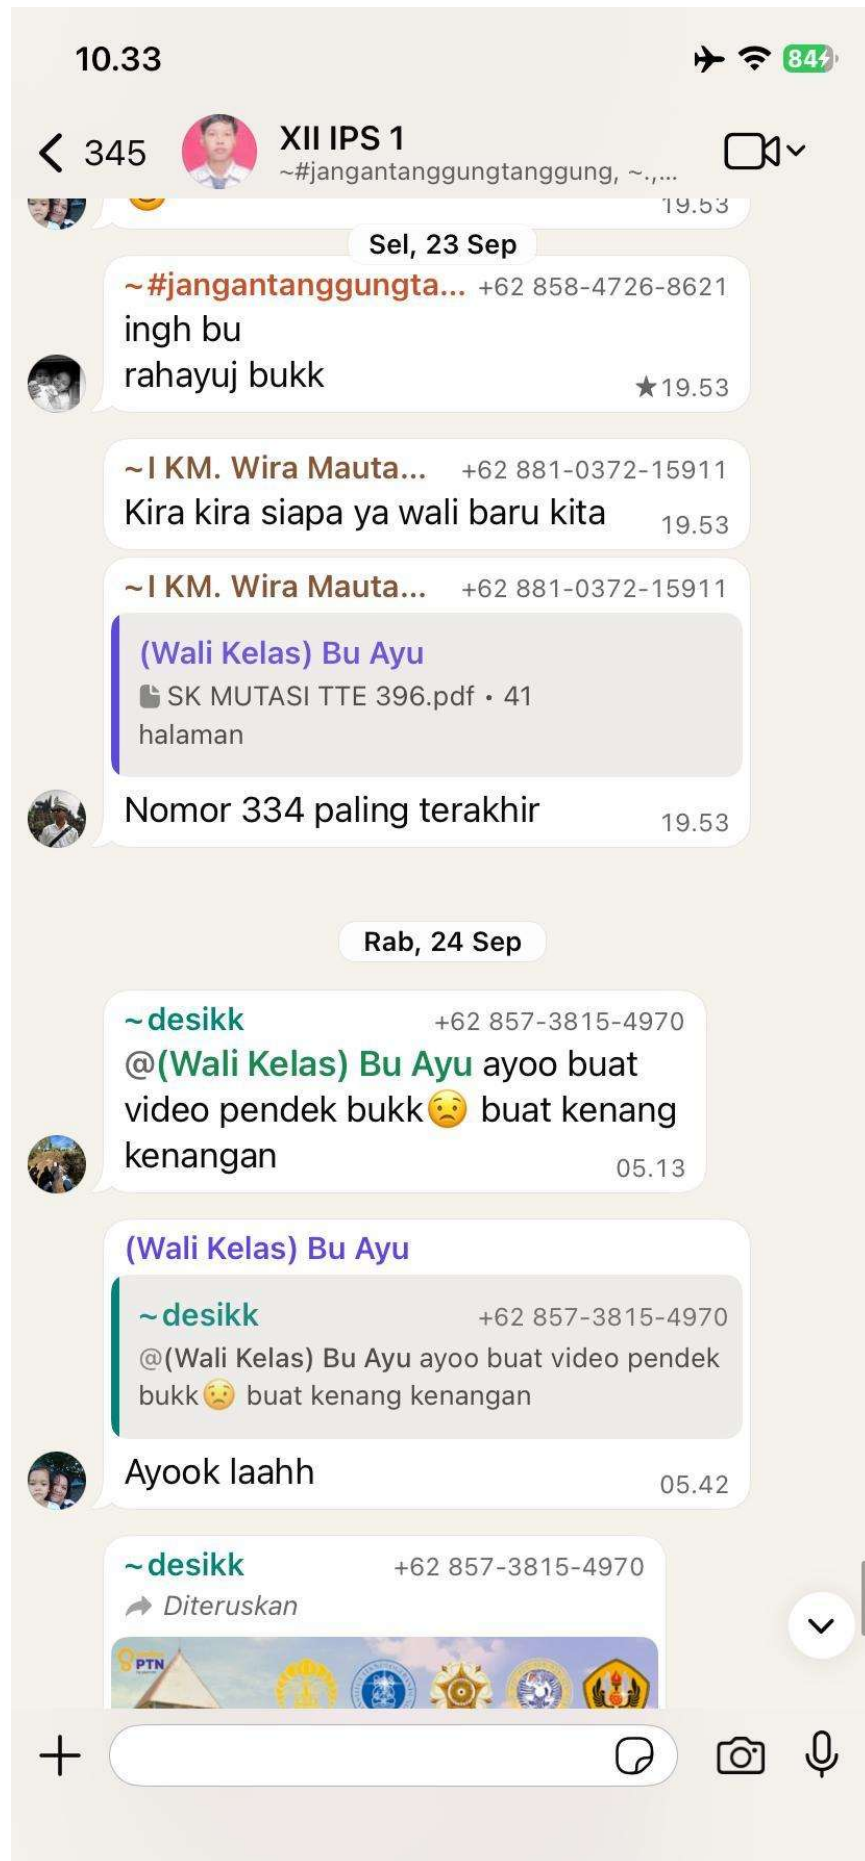 10.33
84
345
XII IPS 1
~#jangantanggungtanggung, ~.,...
19.53
Sel, 23 Sep
~#jangantanggungta... +62 858-4726-8621
ingh bu
rahayuj bukk
★19.53
~I KM. Wira Mauta... +62 881-0372-15911
Kira kira siapa ya wali baru kita
19.53
~I KM. Wira Mauta... +62 881-0372-15911
(Wali Kelas) Bu Ayu
SK MUTASI TTE 396.pdf • 41
halaman
Nomor 334 paling terakhir
19.53
Rab, 24 Sep
~desikk +62 857-3815-4970
@(Wali Kelas) Bu Ayu ayoo buat
video pendek bukk😟 buat kenang
kenangan
05.13
(Wali Kelas) Bu Ayu
~desikk +62 857-3815-4970
@(Wali Kelas) Bu Ayu ayoo buat video pendek
bukk😟 buat kenang kenangan
Ayook laahh
05.42
~desikk +62 857-3815-4970
Diteruskan
PTN